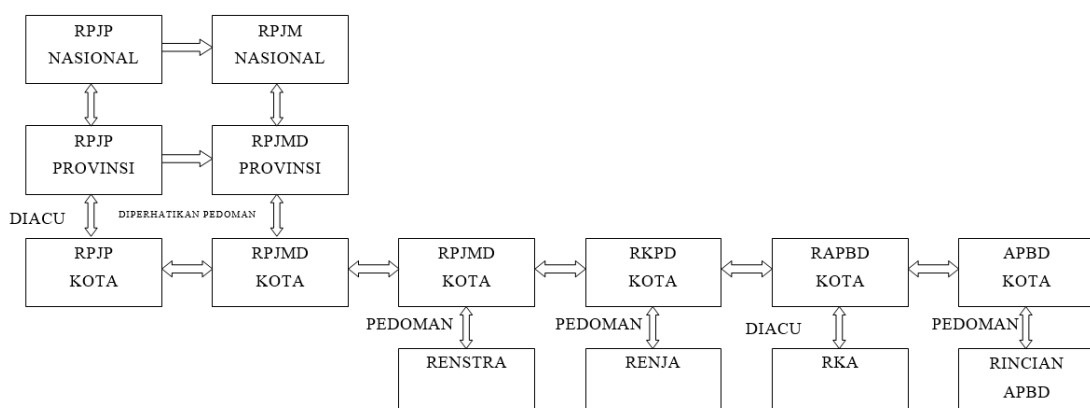 RPJP
NASIONAL
RPJM
NASIONAL
RPJP
PROVINSI
RPJMD
PROVINSI
DIACU
DIPERHATIKAN PEDOMAN
RPJP
KOTA
RPJMD
KOTA
RPJMD
KOTA
RKPD
KOTA
RAPBD
KOTA
APBD
KOTA
PEDOMAN
PEDOMAN
DIACU
PEDOMAN
RENSTRA
RENJA
RKA
RINCIAN
APBD